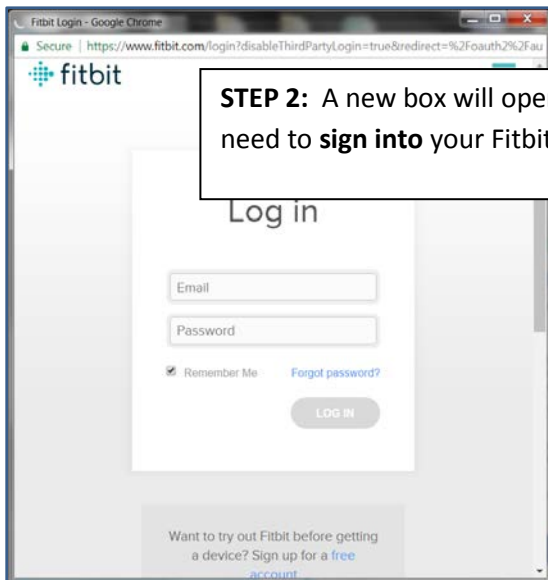 Fitbit Login - Google Chrome
Secure | https://www.fitbit.com/login?disableThirdPartyLogin=true&redirect=%2Foauth2%2Fau
fitbit
STEP 2: A new box will ope
need to sign into your Fitbit
Log in
Email
Password
Remember Me Forgot password?
LOG IN
Want to try out Fitbit before getting
a device? Sign up for a free
account.